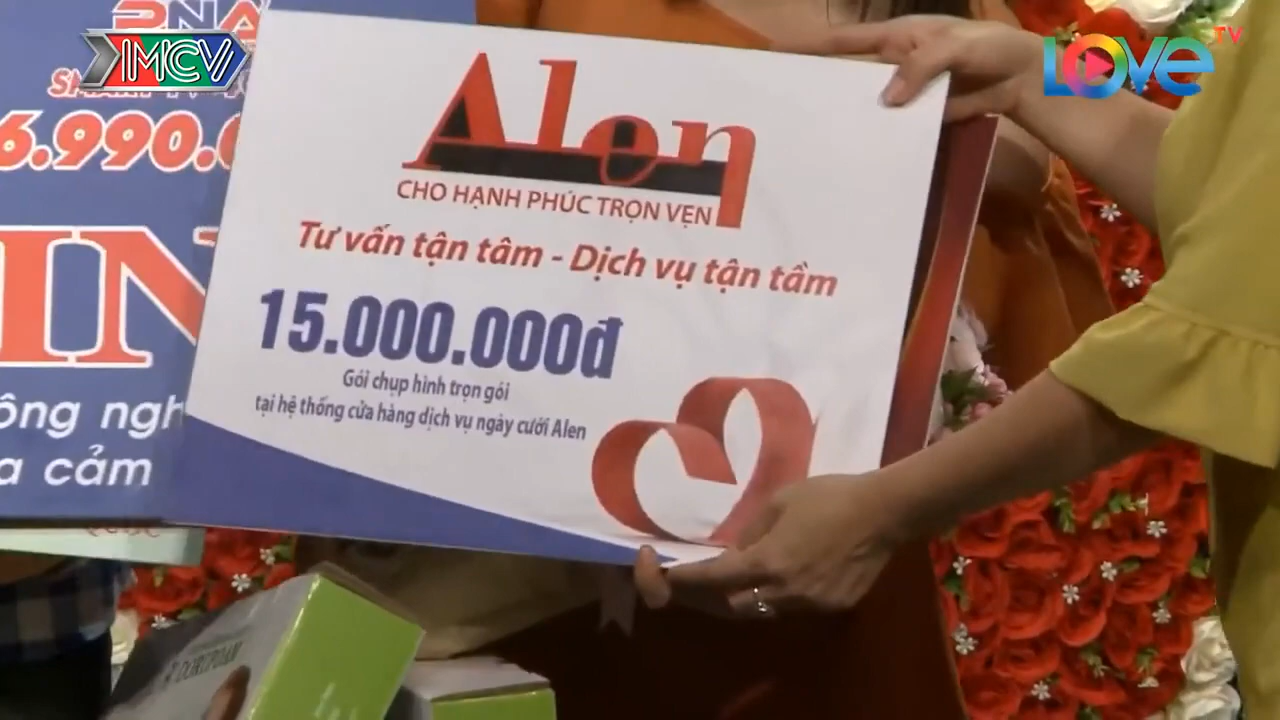 MCV
LOVE TV
6.990.
IN
ông ngh
a cảm
Alen
CHO HẠNH PHÚC TRỌN VẸN
Tư vấn tận tâm - Dịch vụ tận tầm
15.000.000đ
Gói chụp hình trọn gói
tại hệ thống cửa hàng dịch vụ ngày cưới Alen